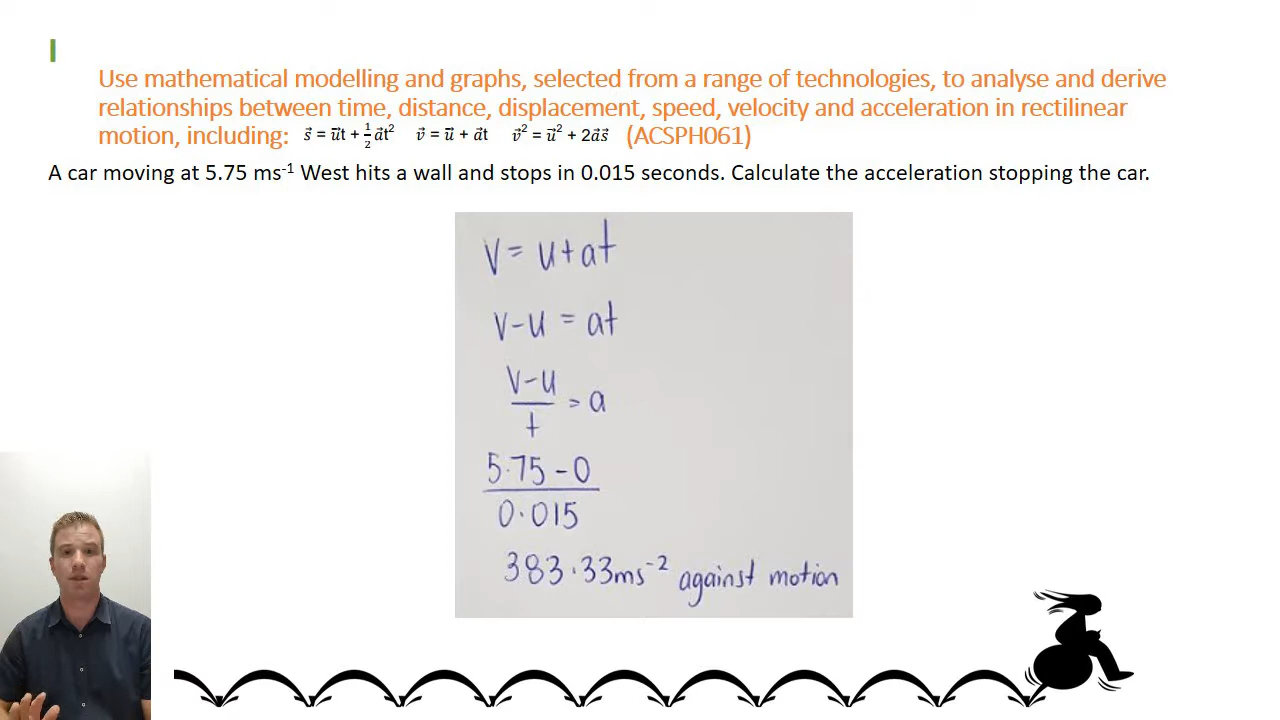 I
Use mathematical modelling and graphs, selected from a range of technologies, to analyse and derive
relationships between time, distance, displacement, speed, velocity and acceleration in rectilinear
motion, including: s⃗ = u⃗t + ½a⃗t² v⃗ = u⃗ + a⃗t v⃗² = u⃗² + 2a⃗s⃗ (ACSPH061)
A car moving at 5.75 ms⁻¹ West hits a wall and stops in 0.015 seconds. Calculate the acceleration stopping the car.
V = u + at
V - u = at
V - u
t
= a
5.75 - 0
0.015
383.33ms⁻² against motion